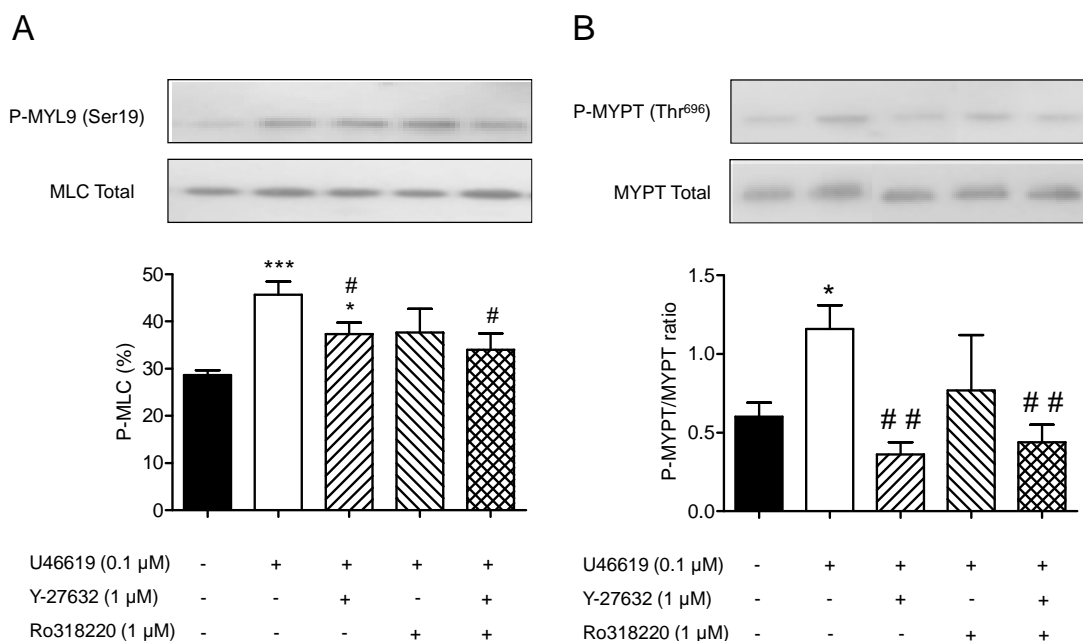 A
P-MYL9 (Ser19)
MLC Total
50
40
30
20
10
0
P-MLC (%)
***
#
*
#
U46619 (0.1 µM) - + + + +
Y-27632 (1 µM) - - + - +
Ro318220 (1 µM) - - - + +
B
P-MYPT (Thr⁶⁹⁶)
MYPT Total
1.5
1.0
0.5
0.0
P-MYPT/MYPT ratio
*
# #
# #
U46619 (0.1 µM) - + + + +
Y-27632 (1 µM) - - + - +
Ro318220 (1 µM) - - - + +